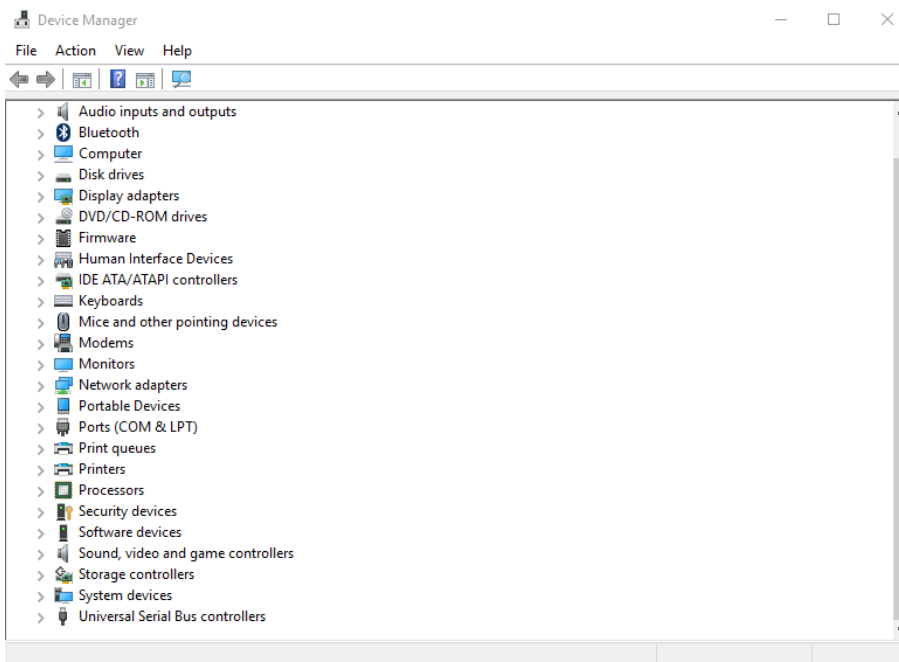 Device Manager
File Action View Help
Audio inputs and outputs
Bluetooth
Computer
Disk drives
Display adapters
DVD/CD-ROM drives
Firmware
Human Interface Devices
IDE ATA/ATAPI controllers
Keyboards
Mice and other pointing devices
Modems
Monitors
Network adapters
Portable Devices
Ports (COM & LPT)
Print queues
Printers
Processors
Security devices
Software devices
Sound, video and game controllers
Storage controllers
System devices
Universal Serial Bus controllers